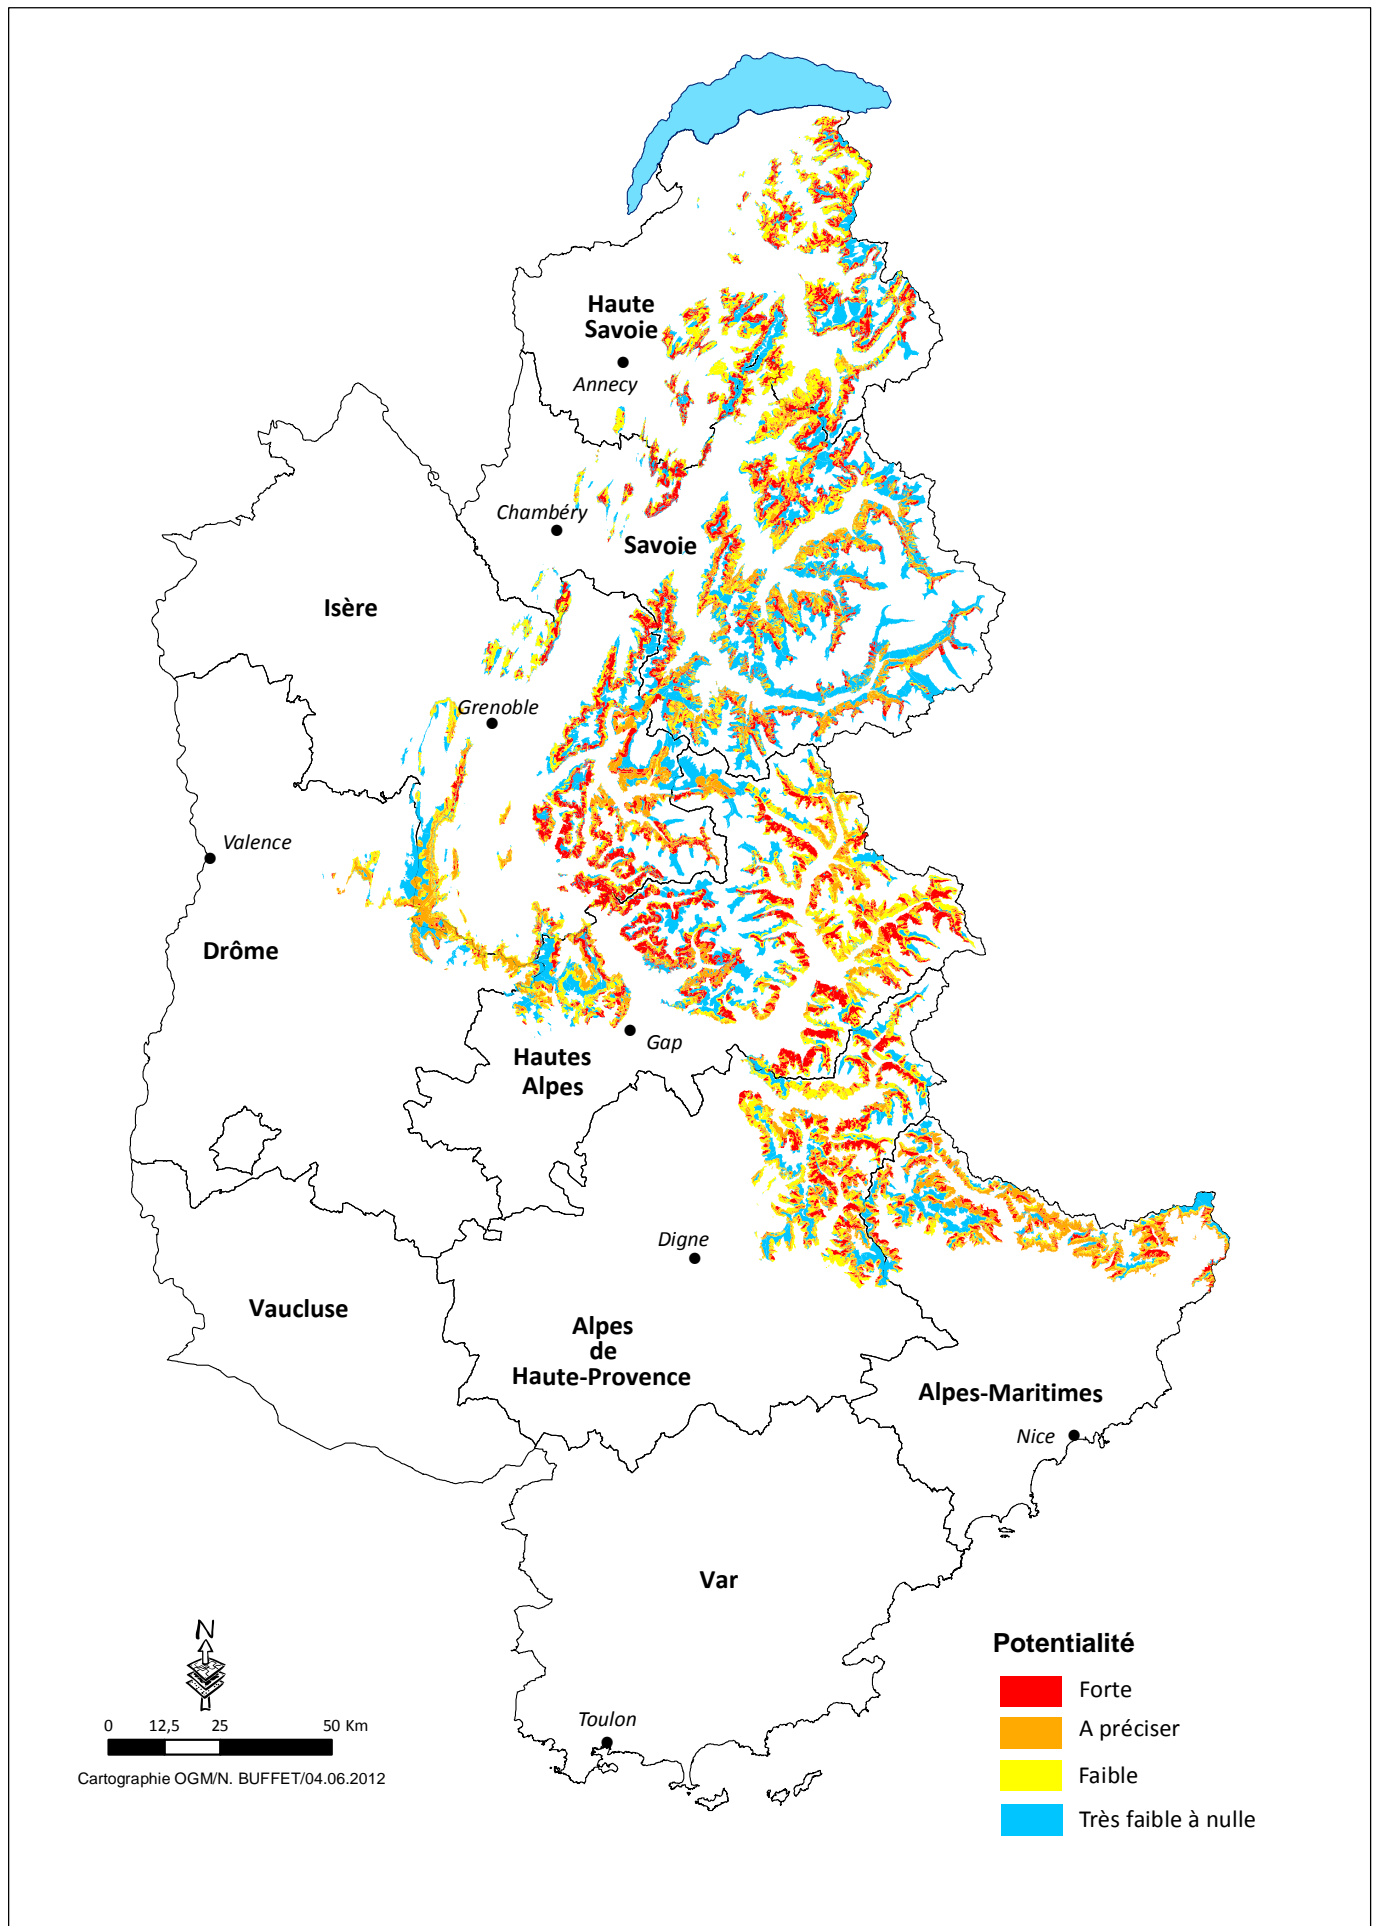 Haute
Savoie
Annecy
Chambéry
Savoie
Isère
Grenoble
Valence
Drôme
Gap
Hautes
Alpes
Digne
Vaucluse
Alpes
de
Haute-Provence
Alpes-Maritimes
Nice
Var
Toulon
N
0 12,5 25 50 Km
Cartographie OGM/N. BUFFET/04.06.2012
Potentialité
Forte
A préciser
Faible
Très faible à nulle